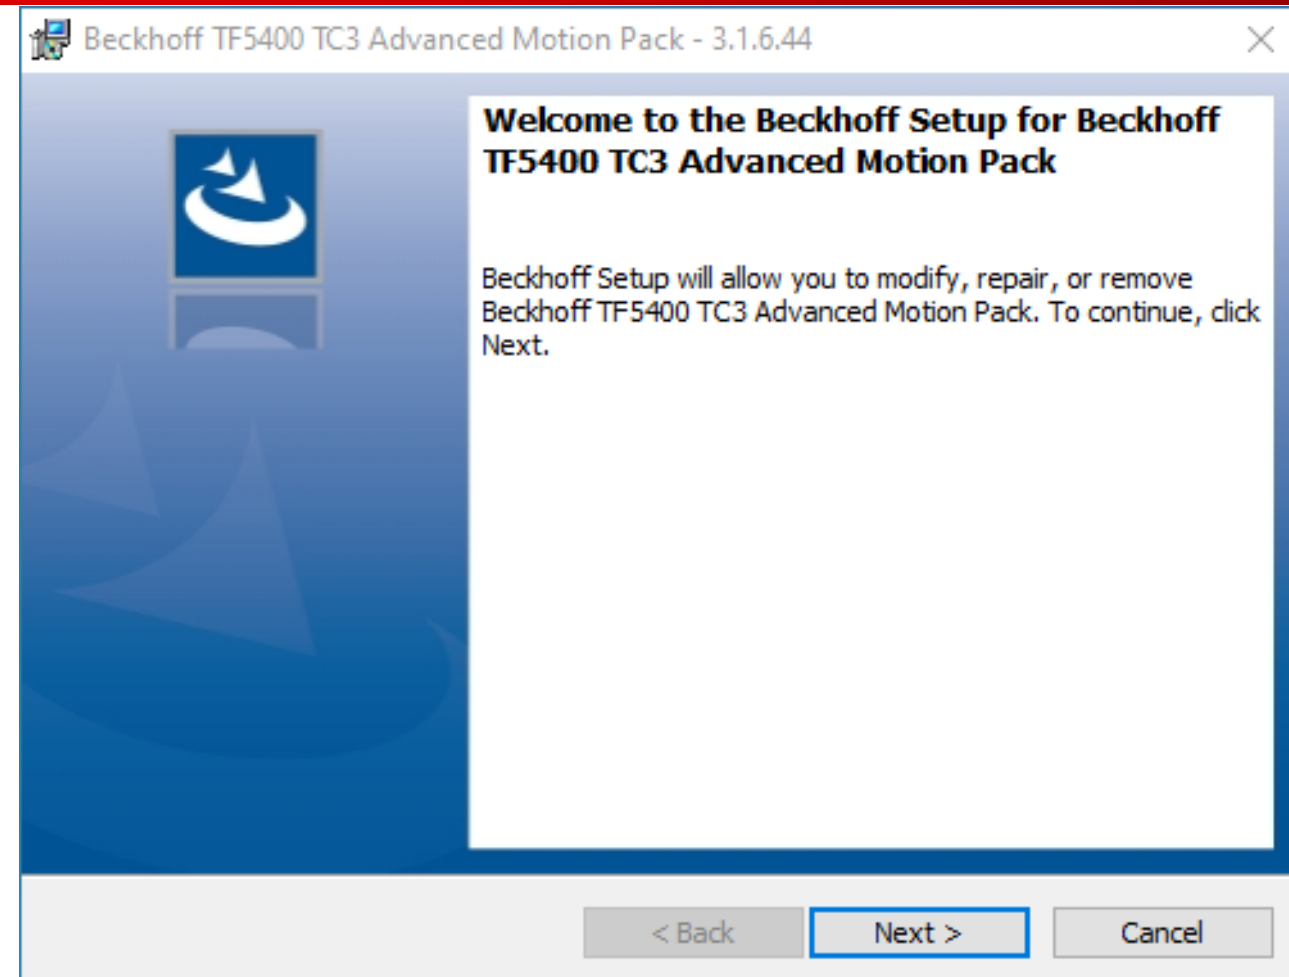 Beckhoff TF5400 TC3 Advanced Motion Pack - 3.1.6.44
Welcome to the Beckhoff Setup for Beckhoff
TF5400 TC3 Advanced Motion Pack
Beckhoff Setup will allow you to modify, repair, or remove
Beckhoff TF5400 TC3 Advanced Motion Pack. To continue, click
Next.
< Back
Next >
Cancel